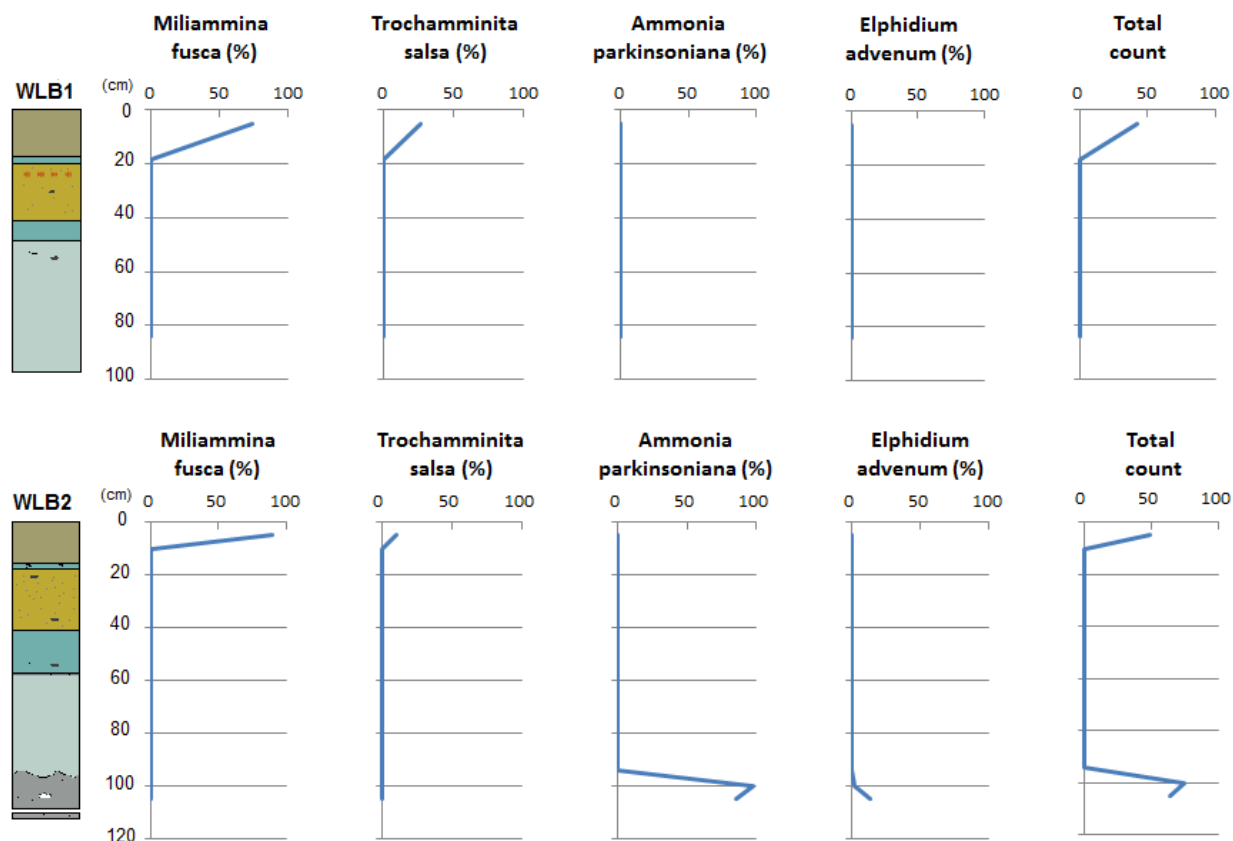 Miliammina
fusca (%)
Trochamminita
salsa (%)
Ammonia
parkinsoniana (%)
Elphidium
advenum (%)
Total
count
WLB1
(cm)
0 50 100
0 50 100
0 50 100
0 50 100
0 50 100
0
20
40
60
80
100
Miliammina
fusca (%)
Trochamminita
salsa (%)
Ammonia
parkinsoniana (%)
Elphidium
advenum (%)
Total
count
WLB2
(cm)
0 50 100
0 50 100
0 50 100
0 50 100
0 50 100
0
20
40
60
80
100
120